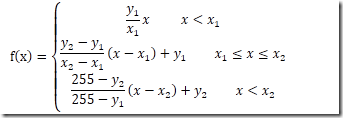 f(x) = { y₁/x₁ x    x < x₁
(y₂ − y₁)/(x₂ − x₁) (x − x₁) + y₁    x₁ ≤ x ≤ x₂
(255 − y₂)/(255 − y₁) (x − x₂) + y₂    x < x₂